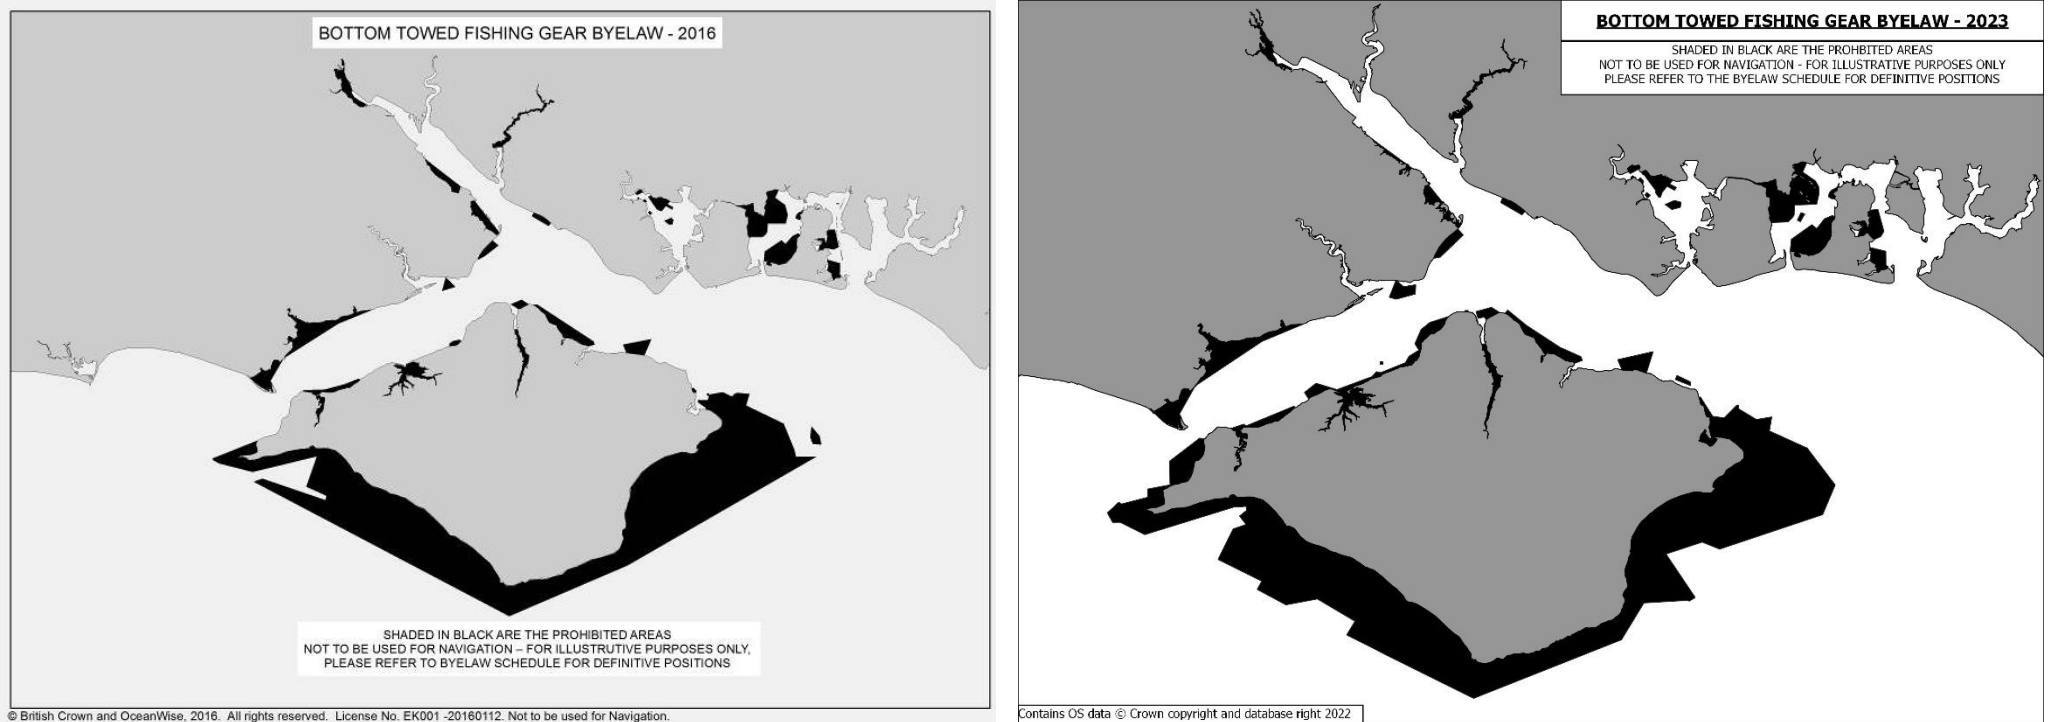 BOTTOM TOWED FISHING GEAR BYELAW - 2016
SHADED IN BLACK ARE THE PROHIBITED AREAS
NOT TO BE USED FOR NAVIGATION – FOR ILLUSTRUTIVE PURPOSES ONLY,
PLEASE REFER TO BYELAW SCHEDULE FOR DEFINITIVE POSITIONS
© British Crown and OceanWise, 2016. All rights reserved. License No. EK001 -20160112. Not to be used for Navigation.
BOTTOM TOWED FISHING GEAR BYELAW - 2023
SHADED IN BLACK ARE THE PROHBITED AREAS
NOT TO BE USED FOR NAVIGATION - FOR ILLUSTRATIVE PURPOSES ONLY
PLEASE REFER TO THE BYELAW SCHEDULE FOR DEFINITIVE POSITIONS
Contains OS data © Crown copyright and database right 2022